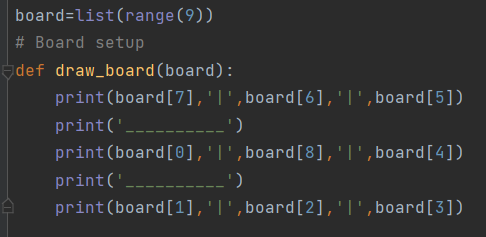 board=list(range(9))
# Board setup
def draw_board(board):
    print(board[7],'|',board[6],'|',board[5])
    print('__________')
    print(board[0],'|',board[8],'|',board[4])
    print('__________')
    print(board[1],'|',board[2],'|',board[3])